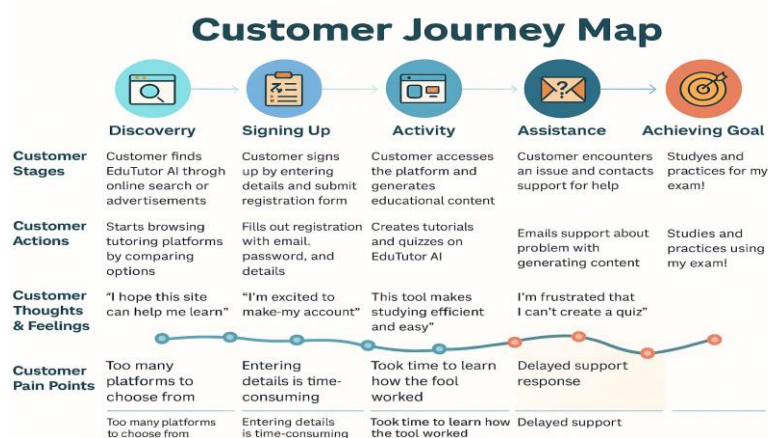 Customer Journey Map
Discoverry
Signing Up
Activity
Assistance
Achieving Goal
Customer
Stages
Customer finds
EduTutor AI throgh
online search or
advertisements
Customer signs
up by entering
details and submit
registration form
Customer accesses
the platform and
generates
educational content
Customer encounters
an issue and contacts
support for help
Studyes and
practices for my
exam!
Customer
Actions
Starts browsing
tutoring platforms
by comparing
options
Fills out registration
with email.
password, and
details
Creates tutorials
and quizzes on
EduTutor AI
Emails support about
problem with
generating content
Studies and
practices using
my exam!
Customer
Thoughts
& Feelings
“I hope this site
can help me learn”
“I’m excited to
make-my account”
This tool makes
studying efficient
and easy”
I’m frustrated that
I can’t create a quiz”
Customer
Pain Points
Too many
platforms to
choose from
Entering
details is time-
consuming
Took time to learn
how the fool
worked
Delayed support
response
Too many platforms
to choose from
Entering details
is time-consuming
Took time to learn how
the tool worked
Delayed support